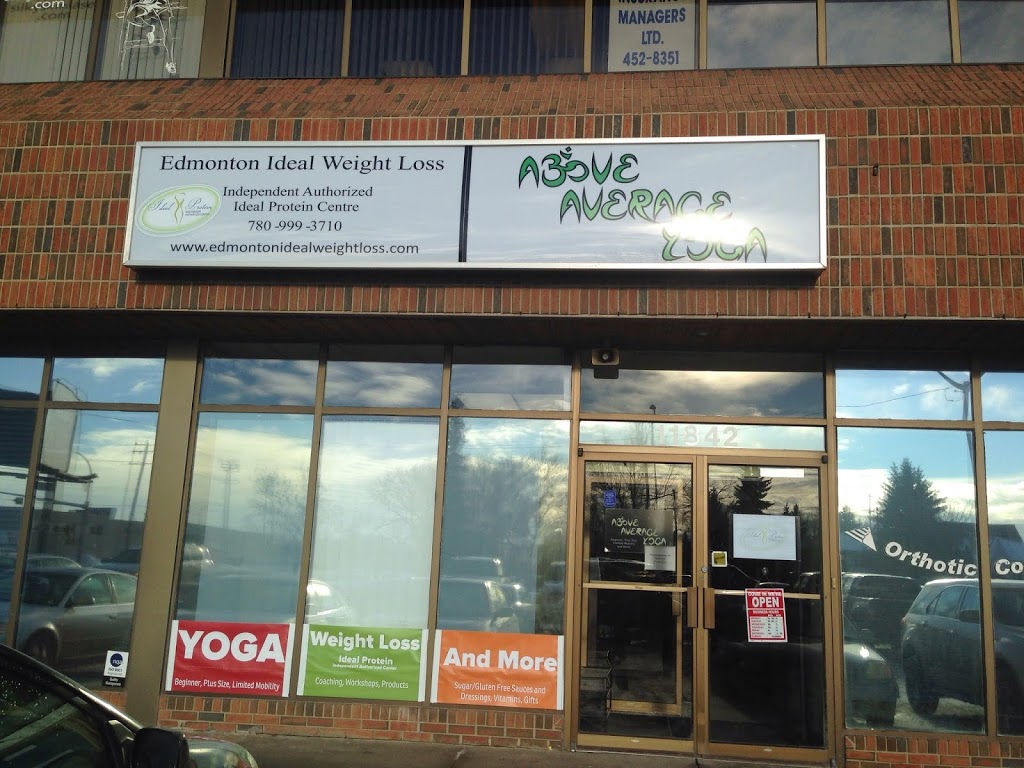 .com
MANAGERS
LTD.
452-8351
Edmonton Ideal Weight Loss
Independent Authorized
Ideal Protein Centre
780-999-3710
www.edmontonidealweightloss.com
Ideal Protein
ABOVE
AVERAGE
YOGA
1842
ABOVE
AVERAGE
YOGA
COME IN WE'RE
OPEN
BUSINESS HOURS
Orthotic Co
YOGA
Beginner, Plus Size, Limited Mobility
Weight Loss
Ideal Protein
Independent Authorized Center
Coaching, Workshops, Products
And More
Sugar/Gluten Free Sauces and
Dressings, Vitamins, Gifts